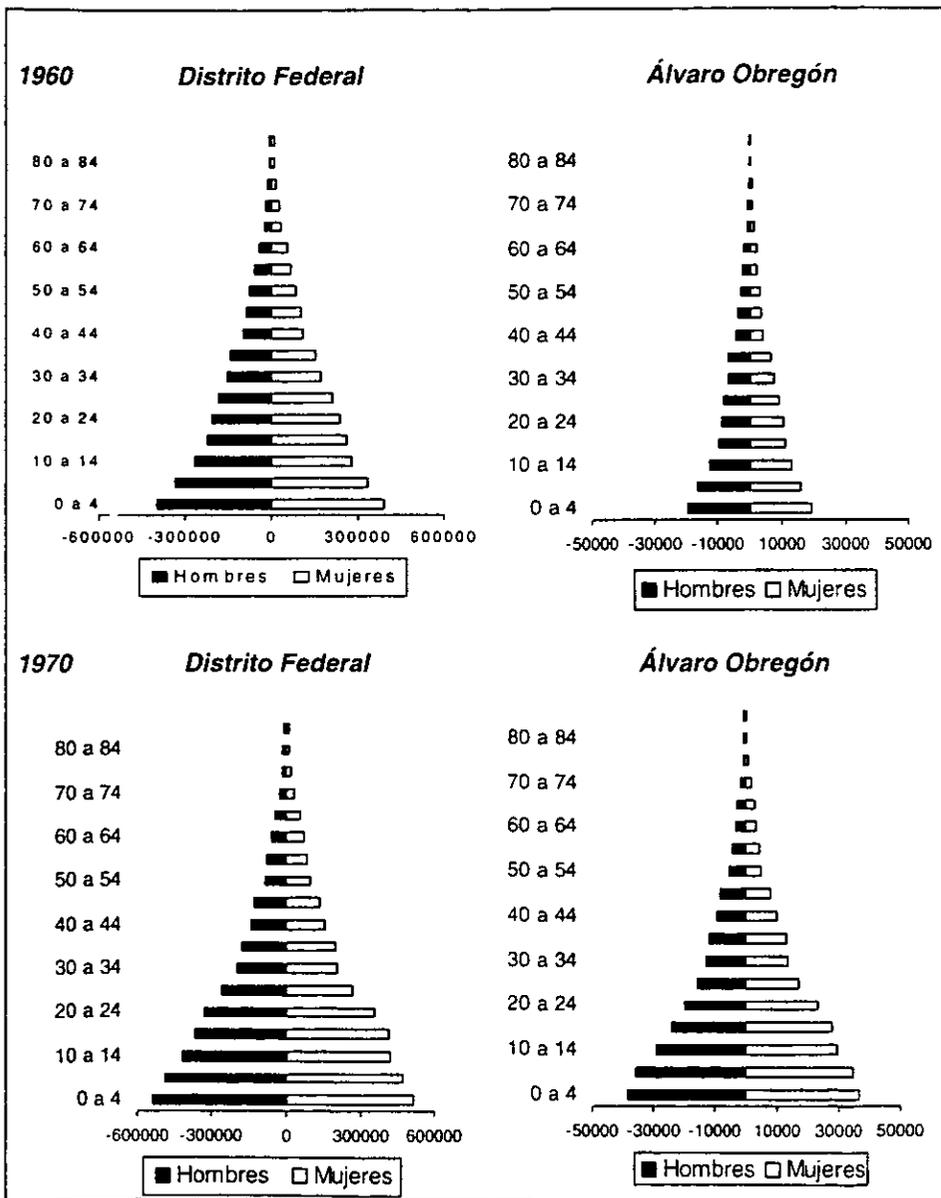 1960
Distrito Federal
80 a 84
70 a 74
60 a 64
50 a 54
40 a 44
30 a 34
20 a 24
10 a 14
0 a 4
-600000 -300000 0 300000 600000
Hombres Mujeres
Álvaro Obregón
80 a 84
70 a 74
60 a 64
50 a 54
40 a 44
30 a 34
20 a 24
10 a 14
0 a 4
-50000 -30000 -10000 10000 30000 50000
Hombres Mujeres
1970
Distrito Federal
80 a 84
70 a 74
60 a 64
50 a 54
40 a 44
30 a 34
20 a 24
10 a 14
0 a 4
-600000 -300000 0 300000 600000
Hombres Mujeres
Álvaro Obregón
80 a 84
70 a 74
60 a 64
50 a 54
40 a 44
30 a 34
20 a 24
10 a 14
0 a 4
-50000 -30000 -10000 10000 30000 50000
Hombres Mujeres